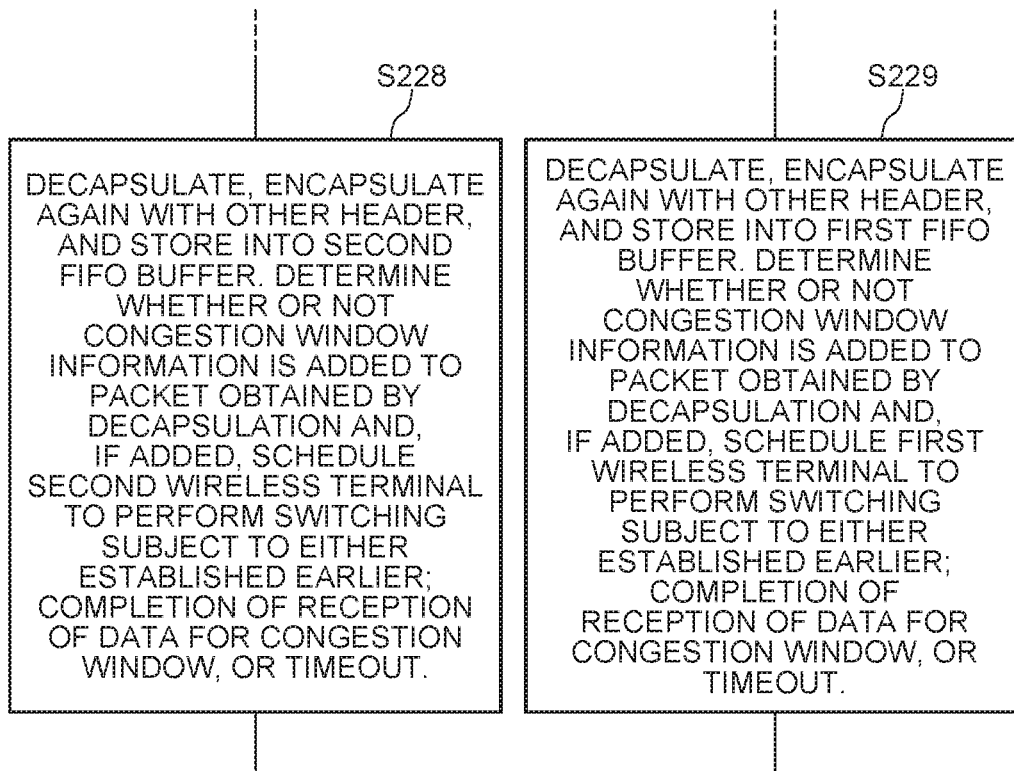 S228
DECAPSULATE, ENCAPSULATE
AGAIN WITH OTHER HEADER,
AND STORE INTO SECOND
FIFO BUFFER. DETERMINE
WHETHER OR NOT
CONGESTION WINDOW
INFORMATION IS ADDED TO
PACKET OBTAINED BY
DECAPSULATION AND,
IF ADDED, SCHEDULE
SECOND WIRELESS TERMINAL
TO PERFORM SWITCHING
SUBJECT TO EITHER
ESTABLISHED EARLIER;
COMPLETION OF RECEPTION
OF DATA FOR CONGESTION
WINDOW, OR TIMEOUT.
S229
DECAPSULATE, ENCAPSULATE
AGAIN WITH OTHER HEADER,
AND STORE INTO FIRST FIFO
BUFFER. DETERMINE
WHETHER OR NOT
CONGESTION WINDOW
INFORMATION IS ADDED TO
PACKET OBTAINED BY
DECAPSULATION AND,
IF ADDED, SCHEDULE FIRST
WIRELESS TERMINAL TO
PERFORM SWITCHING
SUBJECT TO EITHER
ESTABLISHED EARLIER;
COMPLETION OF
RECEPTION OF DATA FOR
CONGESTION WINDOW, OR
TIMEOUT.